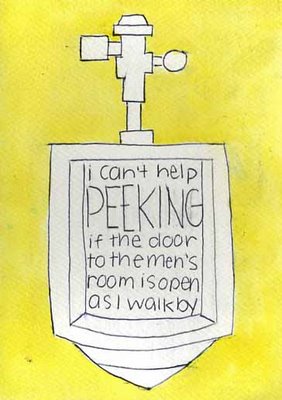 i can't help
PEEKING
if the door
to the men's
room is open
as I walk by